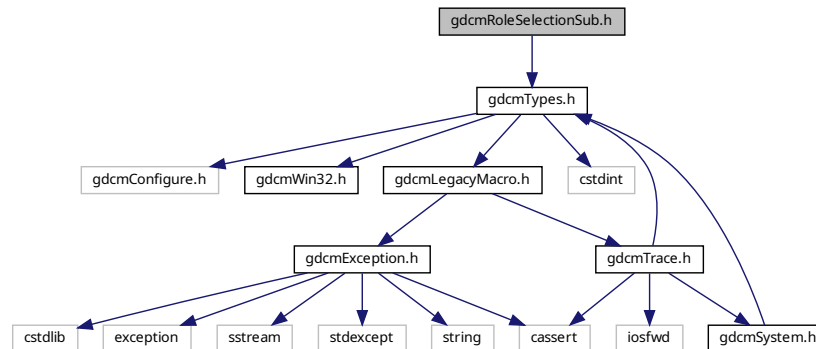 gdcmRoleSelectionSub.h
gdcmTypes.h
gdcmConfigure.h
gdcmWin32.h
gdcmLegacyMacro.h
cstdint
gdcmException.h
gdcmTrace.h
cstdlib
exception
sstream
stdexcept
string
cassert
iosfwd
gdcmSystem.h